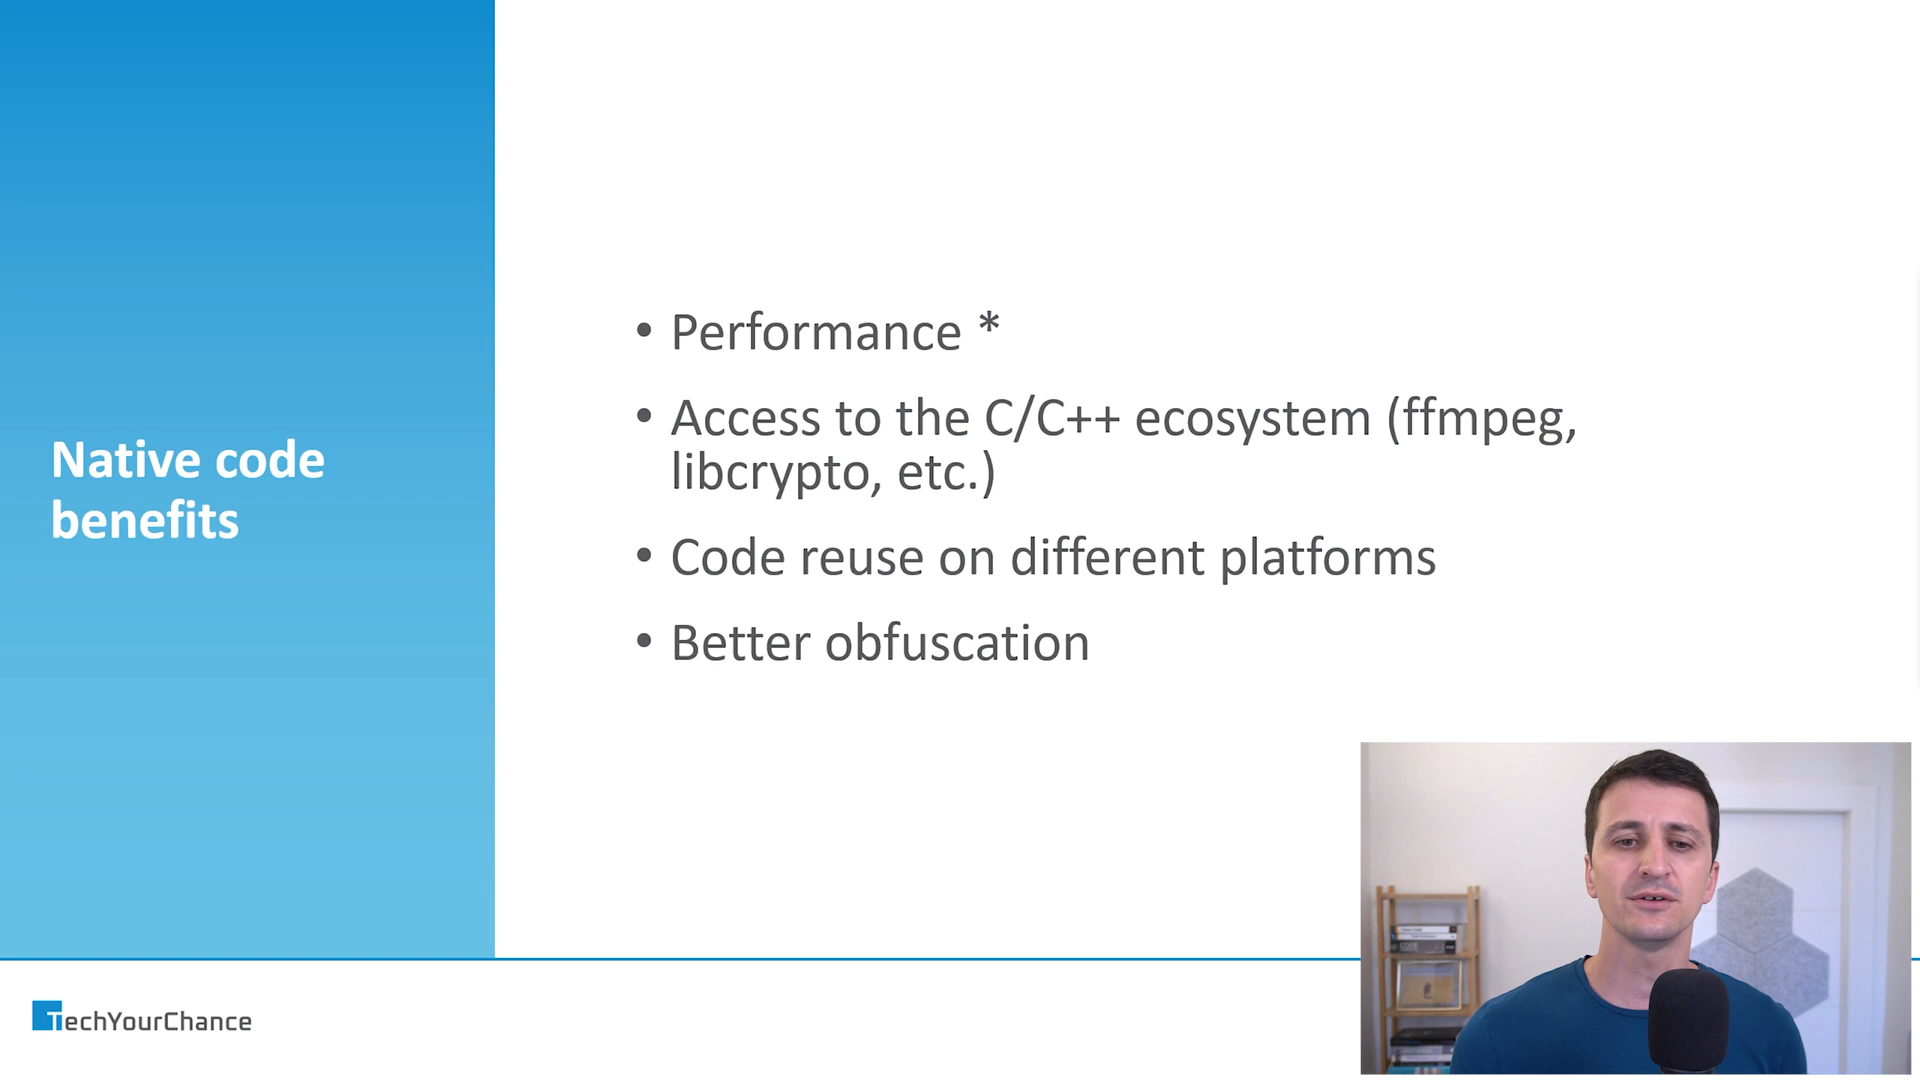 Native code
benefits
• Performance *
• Access to the C/C++ ecosystem (ffmpeg,
libcrypto, etc.)
• Code reuse on different platforms
• Better obfuscation
TechYourChance